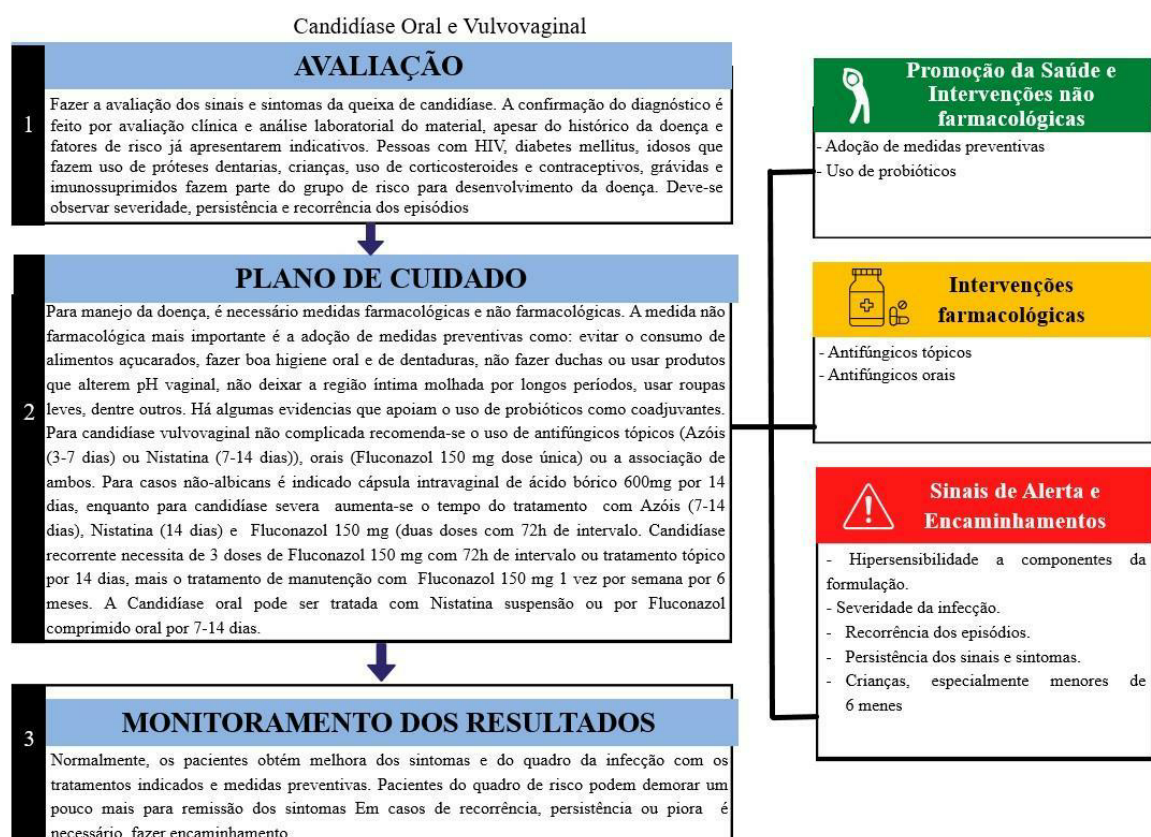 Candidíase Oral e Vulvovaginal
AVALIAÇÃO
1
Fazer a avaliação dos sinais e sintomas da queixa de candidíase. A confirmação do diagnóstico é
feito por avaliação clínica e análise laboratorial do material, apesar do histórico da doença e
fatores de risco já apresentarem indicativos. Pessoas com HIV, diabetes mellitus, idosos que
fazem uso de próteses dentarias, crianças, uso de corticosteroides e contraceptivos, grávidas e
imunossuprimidos fazem parte do grupo de risco para desenvolvimento da doença. Deve-se
observar severidade, persistência e recorrência dos episódios
PLANO DE CUIDADO
2
Para manejo da doença, é necessário medidas farmacológicas e não farmacológicas. A medida não
farmacológica mais importante é a adoção de medidas preventivas como: evitar o consumo de
alimentos açucarados, fazer boa higiene oral e de dentaduras, não fazer duchas ou usar produtos
que alterem pH vaginal, não deixar a região íntima molhada por longos períodos, usar roupas
leves, dentre outros. Há algumas evidencias que apoiam o uso de probióticos como coadjuvantes.
Para candidíase vulvovaginal não complicada recomenda-se o uso de antifúngicos tópicos (Azóis
(3-7 dias) ou Nistatina (7-14 dias)), orais (Fluconazol 150 mg dose única) ou a associação de
ambos. Para casos não-albicans é indicado cápsula intravaginal de ácido bórico 600mg por 14
dias, enquanto para candidíase severa aumenta-se o tempo do tratamento com Azóis (7-14
dias), Nistatina (14 dias) e Fluconazol 150 mg (duas doses com 72h de intervalo. Candidíase
recorrente necessita de 3 doses de Fluconazol 150 mg com 72h de intervalo ou tratamento tópico
por 14 dias, mais o tratamento de manutenção com Fluconazol 150 mg 1 vez por semana por 6
meses. A Candidíase oral pode ser tratada com Nistatina suspensão ou por Fluconazol
comprimido oral por 7-14 dias.
3
MONITORAMENTO DOS RESULTADOS
Normalmente, os pacientes obtém melhora dos sintomas e do quadro da infecção com os
tratamentos indicados e medidas preventivas. Pacientes do quadro de risco podem demorar um
pouco mais para remissão dos sintomas Em casos de recorrência, persistência ou piora é
necessário fazer encaminhamento
Promoção da Saúde e
Intervenções não
farmacológicas
- Adoção de medidas preventivas
- Uso de probióticos
Intervenções
farmacológicas
- Antifúngicos tópicos
- Antifúngicos orais
Sinais de Alerta e
Encaminhamentos
- Hipersensibilidade a componentes da
formulação.
- Severidade da infecção.
- Recorrência dos episódios.
- Persistência dos sinais e sintomas.
- Crianças, especialmente menores de
6 menes